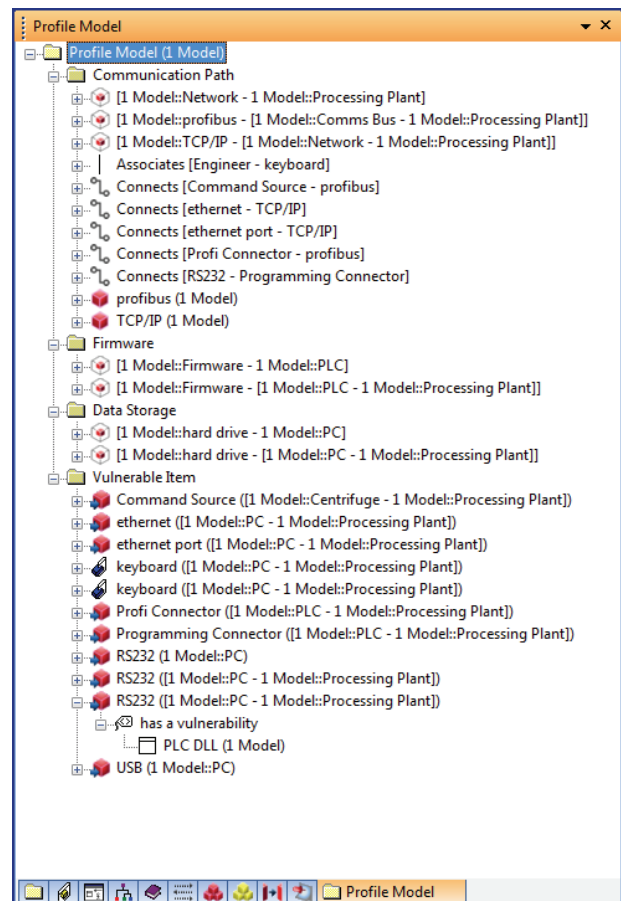 Profile Model
Profile Model (1 Model)
Communication Path
[1 Model::Network - 1 Model::Processing Plant]
[1 Model::profibus - [1 Model::Comms Bus - 1 Model::Processing Plant]]
[1 Model::TCP/IP - [1 Model::Network - 1 Model::Processing Plant]]
Associates [Engineer - keyboard]
Connects [Command Source - profibus]
Connects [ethernet - TCP/IP]
Connects [ethernet port - TCP/IP]
Connects [Profi Connector - profibus]
Connects [RS232 - Programming Connector]
profibus (1 Model)
TCP/IP (1 Model)
Firmware
[1 Model::Firmware - 1 Model::PLC]
[1 Model::Firmware - [1 Model::PLC - 1 Model::Processing Plant]]
Data Storage
[1 Model::hard drive - 1 Model::PC]
[1 Model::hard drive - [1 Model::PC - 1 Model::Processing Plant]]
Vulnerable Item
Command Source ([1 Model::Centrifuge - 1 Model::Processing Plant])
ethernet ([1 Model::PC - 1 Model::Processing Plant])
ethernet port ([1 Model::PC - 1 Model::Processing Plant])
keyboard ([1 Model::PC - 1 Model::Processing Plant])
keyboard ([1 Model::PC - 1 Model::Processing Plant])
Profi Connector ([1 Model::PLC - 1 Model::Processing Plant])
Programming Connector ([1 Model::PLC - 1 Model::Processing Plant])
RS232 (1 Model::PC)
RS232 ([1 Model::PC - 1 Model::Processing Plant])
RS232 ([1 Model::PC - 1 Model::Processing Plant])
has a vulnerability
PLC DLL (1 Model)
USB (1 Model::PC)
Profile Model